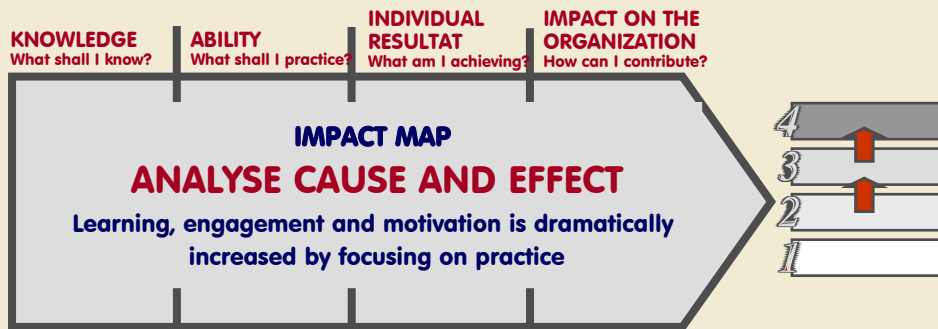 KNOWLEDGE
What shall I know?
ABILITY
What shall I practice?
INDIVIDUAL
RESULTAT
What am I achieving?
IMPACT ON THE
ORGANIZATION
How can I contribute?
IMPACT MAP
ANALYSE CAUSE AND EFFECT
Learning, engagement and motivation is dramatically
increased by focusing on practice
4
3
2
1